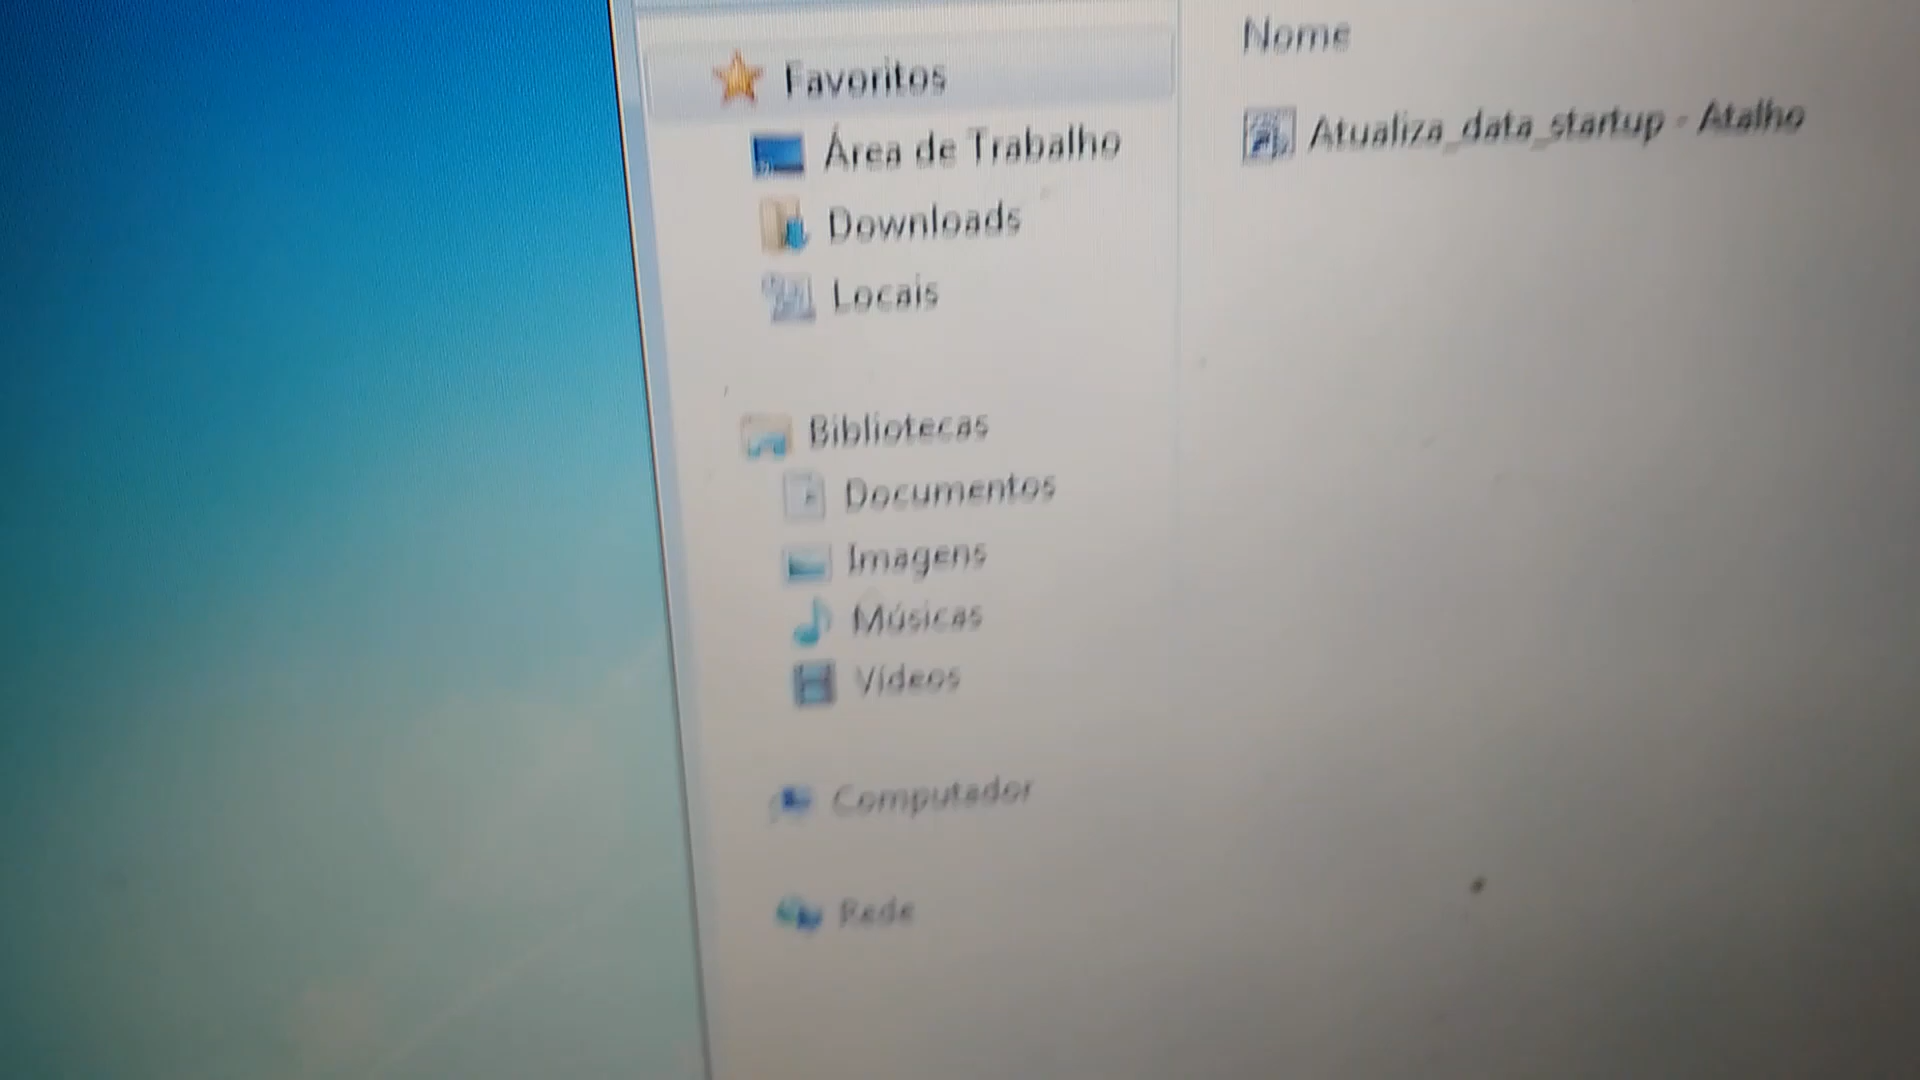 Favoritos
Área de Trabalho
Downloads
Locais
Bibliotecas
Documentos
Imagens
Músicas
Vídeos
Computador
Rede
Nome
Atualiza_data_startup - Atalho